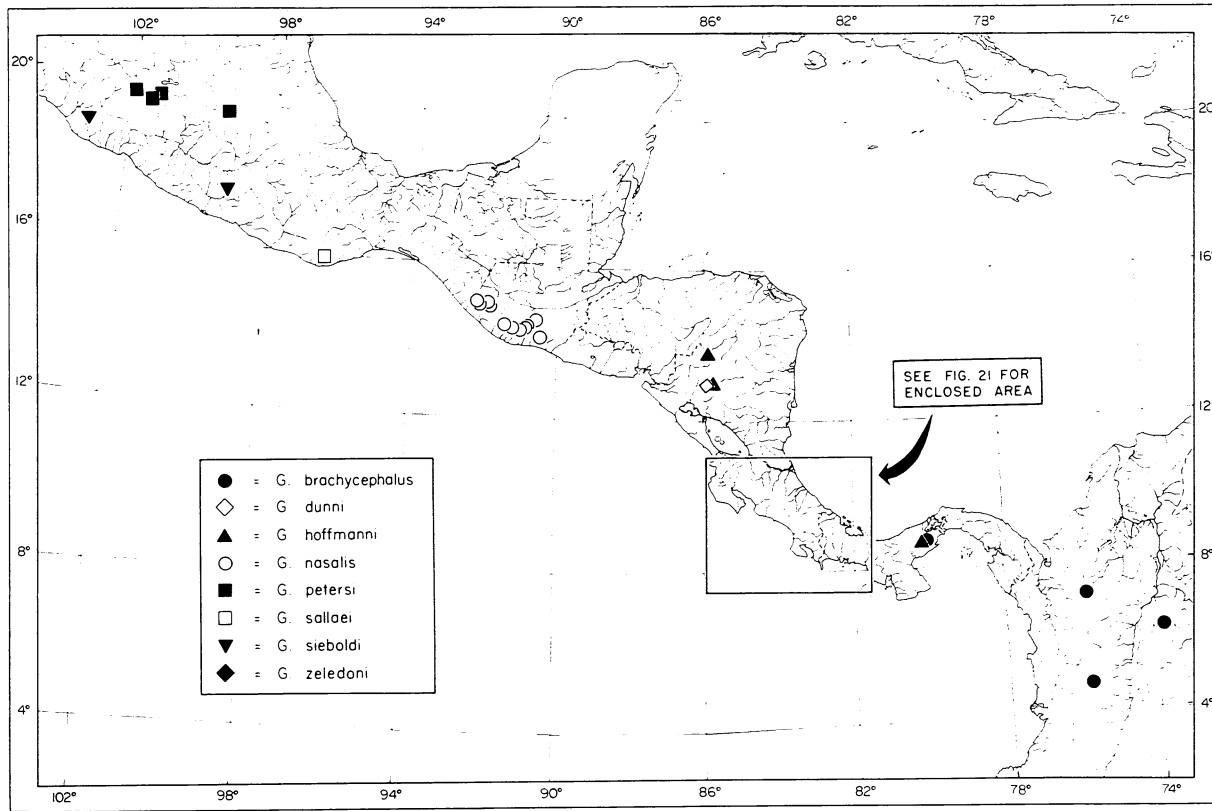 102° 98° 94° 90° 86° 82° 78° 74°
20°
20
16°
16°
12°
12°
8°
8°
4°
4°
SEE FIG. 21 FOR
ENCLOSED AREA
= G. brachycephalus
= G dunni
= G. hoffmanni
= G. nasalis
= G. petersi
= G. sallaei
= G. sieboldi
= G. zeledoni
102° 98° 94° 90° 86° 82° 78° 74°